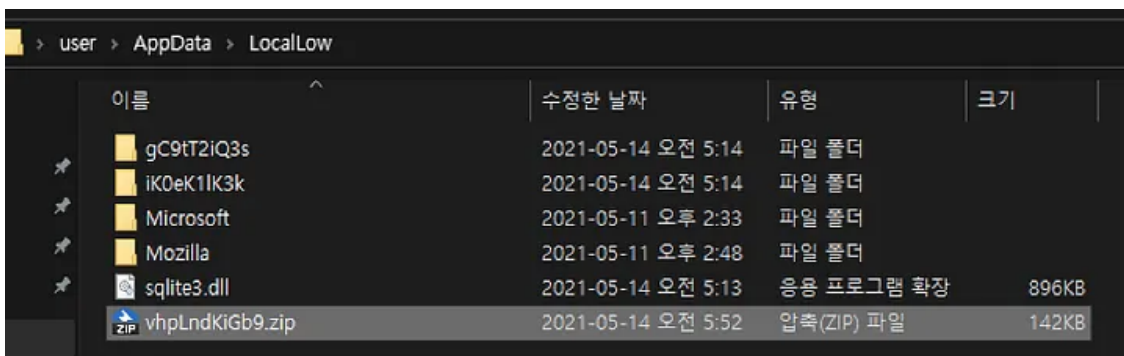 › user › AppData › LocalLow
이름 수정한 날짜 유형 크기
gC9tT2iQ3s 2021-05-14 오전 5:14 파일 폴더
iK0eK1lK3k 2021-05-14 오전 5:14 파일 폴더
Microsoft 2021-05-11 오후 2:33 파일 폴더
Mozilla 2021-05-11 오후 2:48 파일 폴더
sqlite3.dll 2021-05-14 오전 5:13 응용 프로그램 확장 896KB
ZIP vhpLndKiGb9.zip 2021-05-14 오전 5:52 압축(ZIP) 파일 142KB